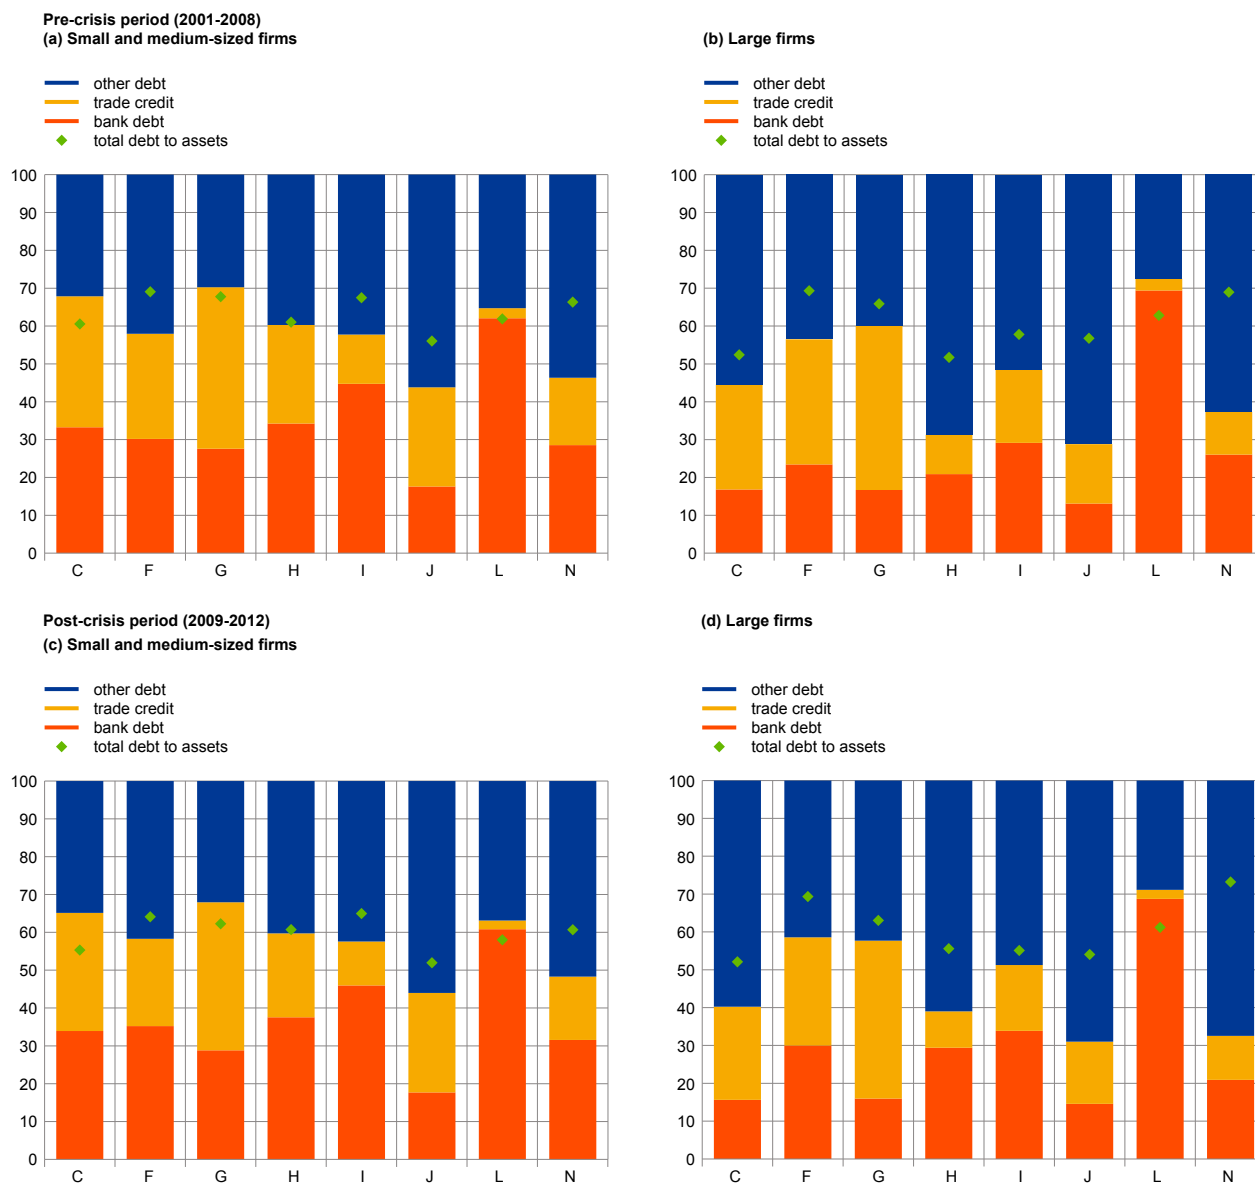 Pre-crisis period (2001-2008)
(a) Small and medium-sized firms
other debt
trade credit
bank debt
total debt to assets
100
90
80
70
60
50
40
30
20
10
0
C F G H I J L N
(b) Large firms
other debt
trade credit
bank debt
total debt to assets
100
90
80
70
60
50
40
30
20
10
0
C F G H I J L N
Post-crisis period (2009-2012)
(c) Small and medium-sized firms
other debt
trade credit
bank debt
total debt to assets
100
90
80
70
60
50
40
30
20
10
0
C F G H I J L N
(d) Large firms
other debt
trade credit
bank debt
total debt to assets
100
90
80
70
60
50
40
30
20
10
0
C F G H I J L N